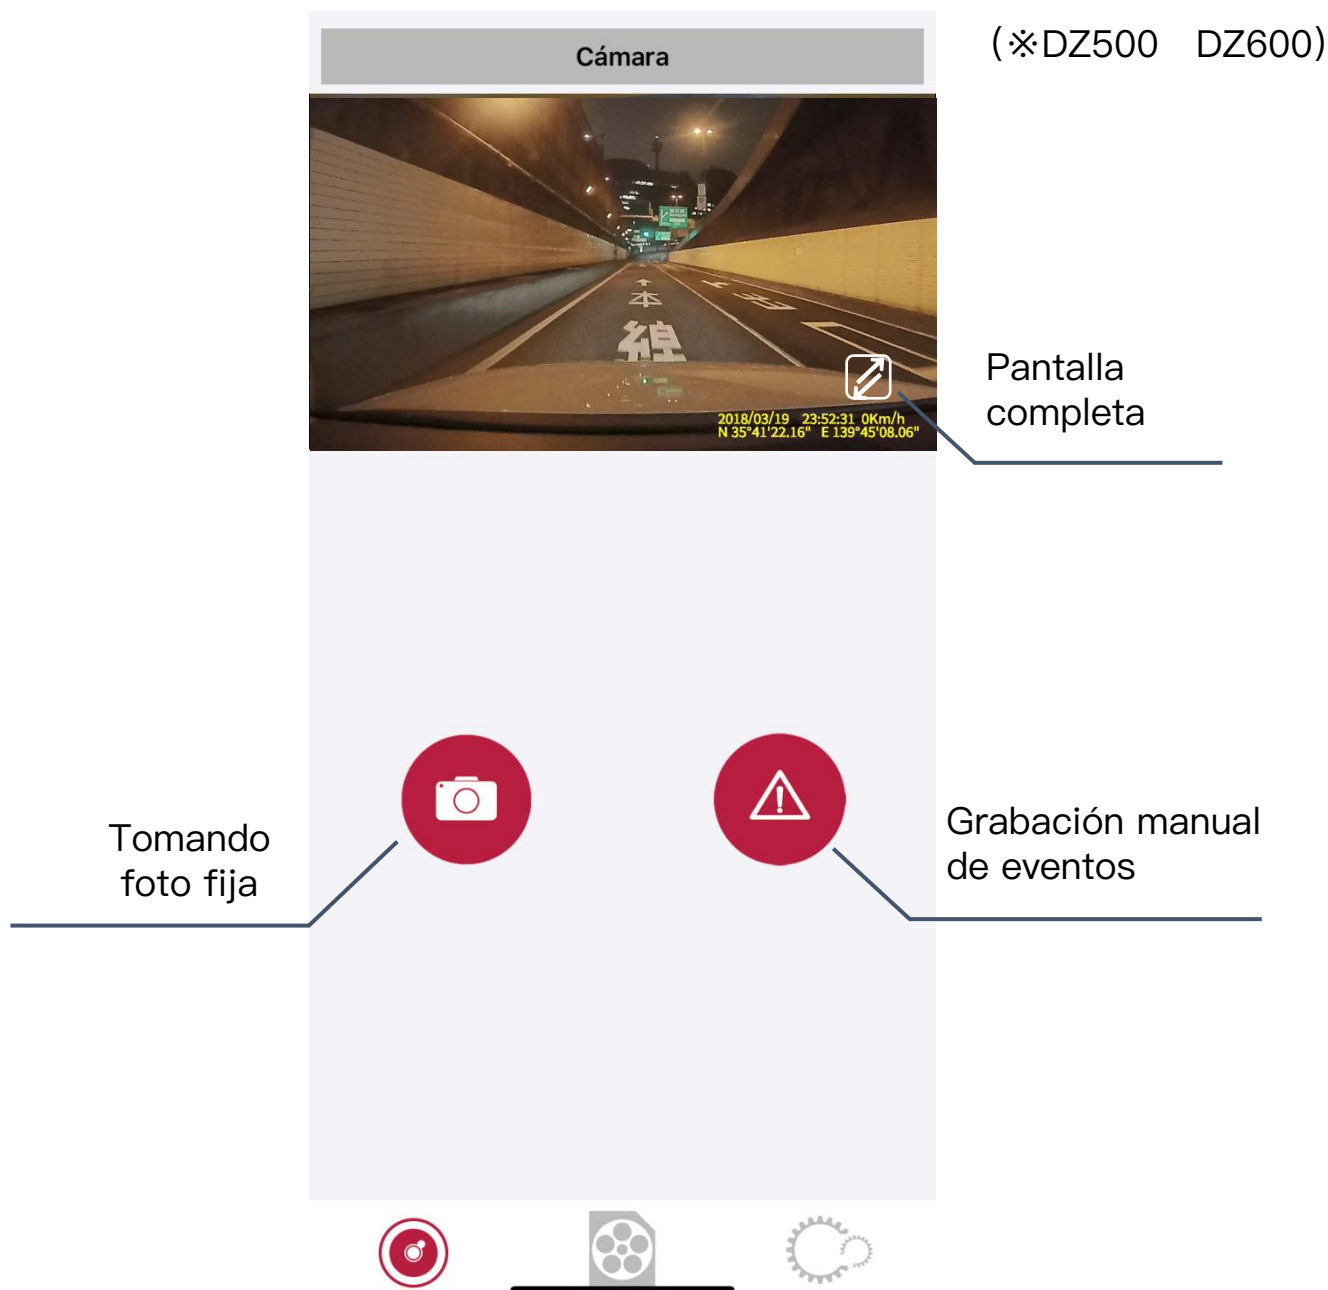 (※DZ500　DZ600)
Cámara
本
線
2018/03/19 23:52:31 0Km/h
N 35°41'22.16" E 139°45'08.06"
Pantalla
completa
Tomando
foto fija
Grabación manual
de eventos